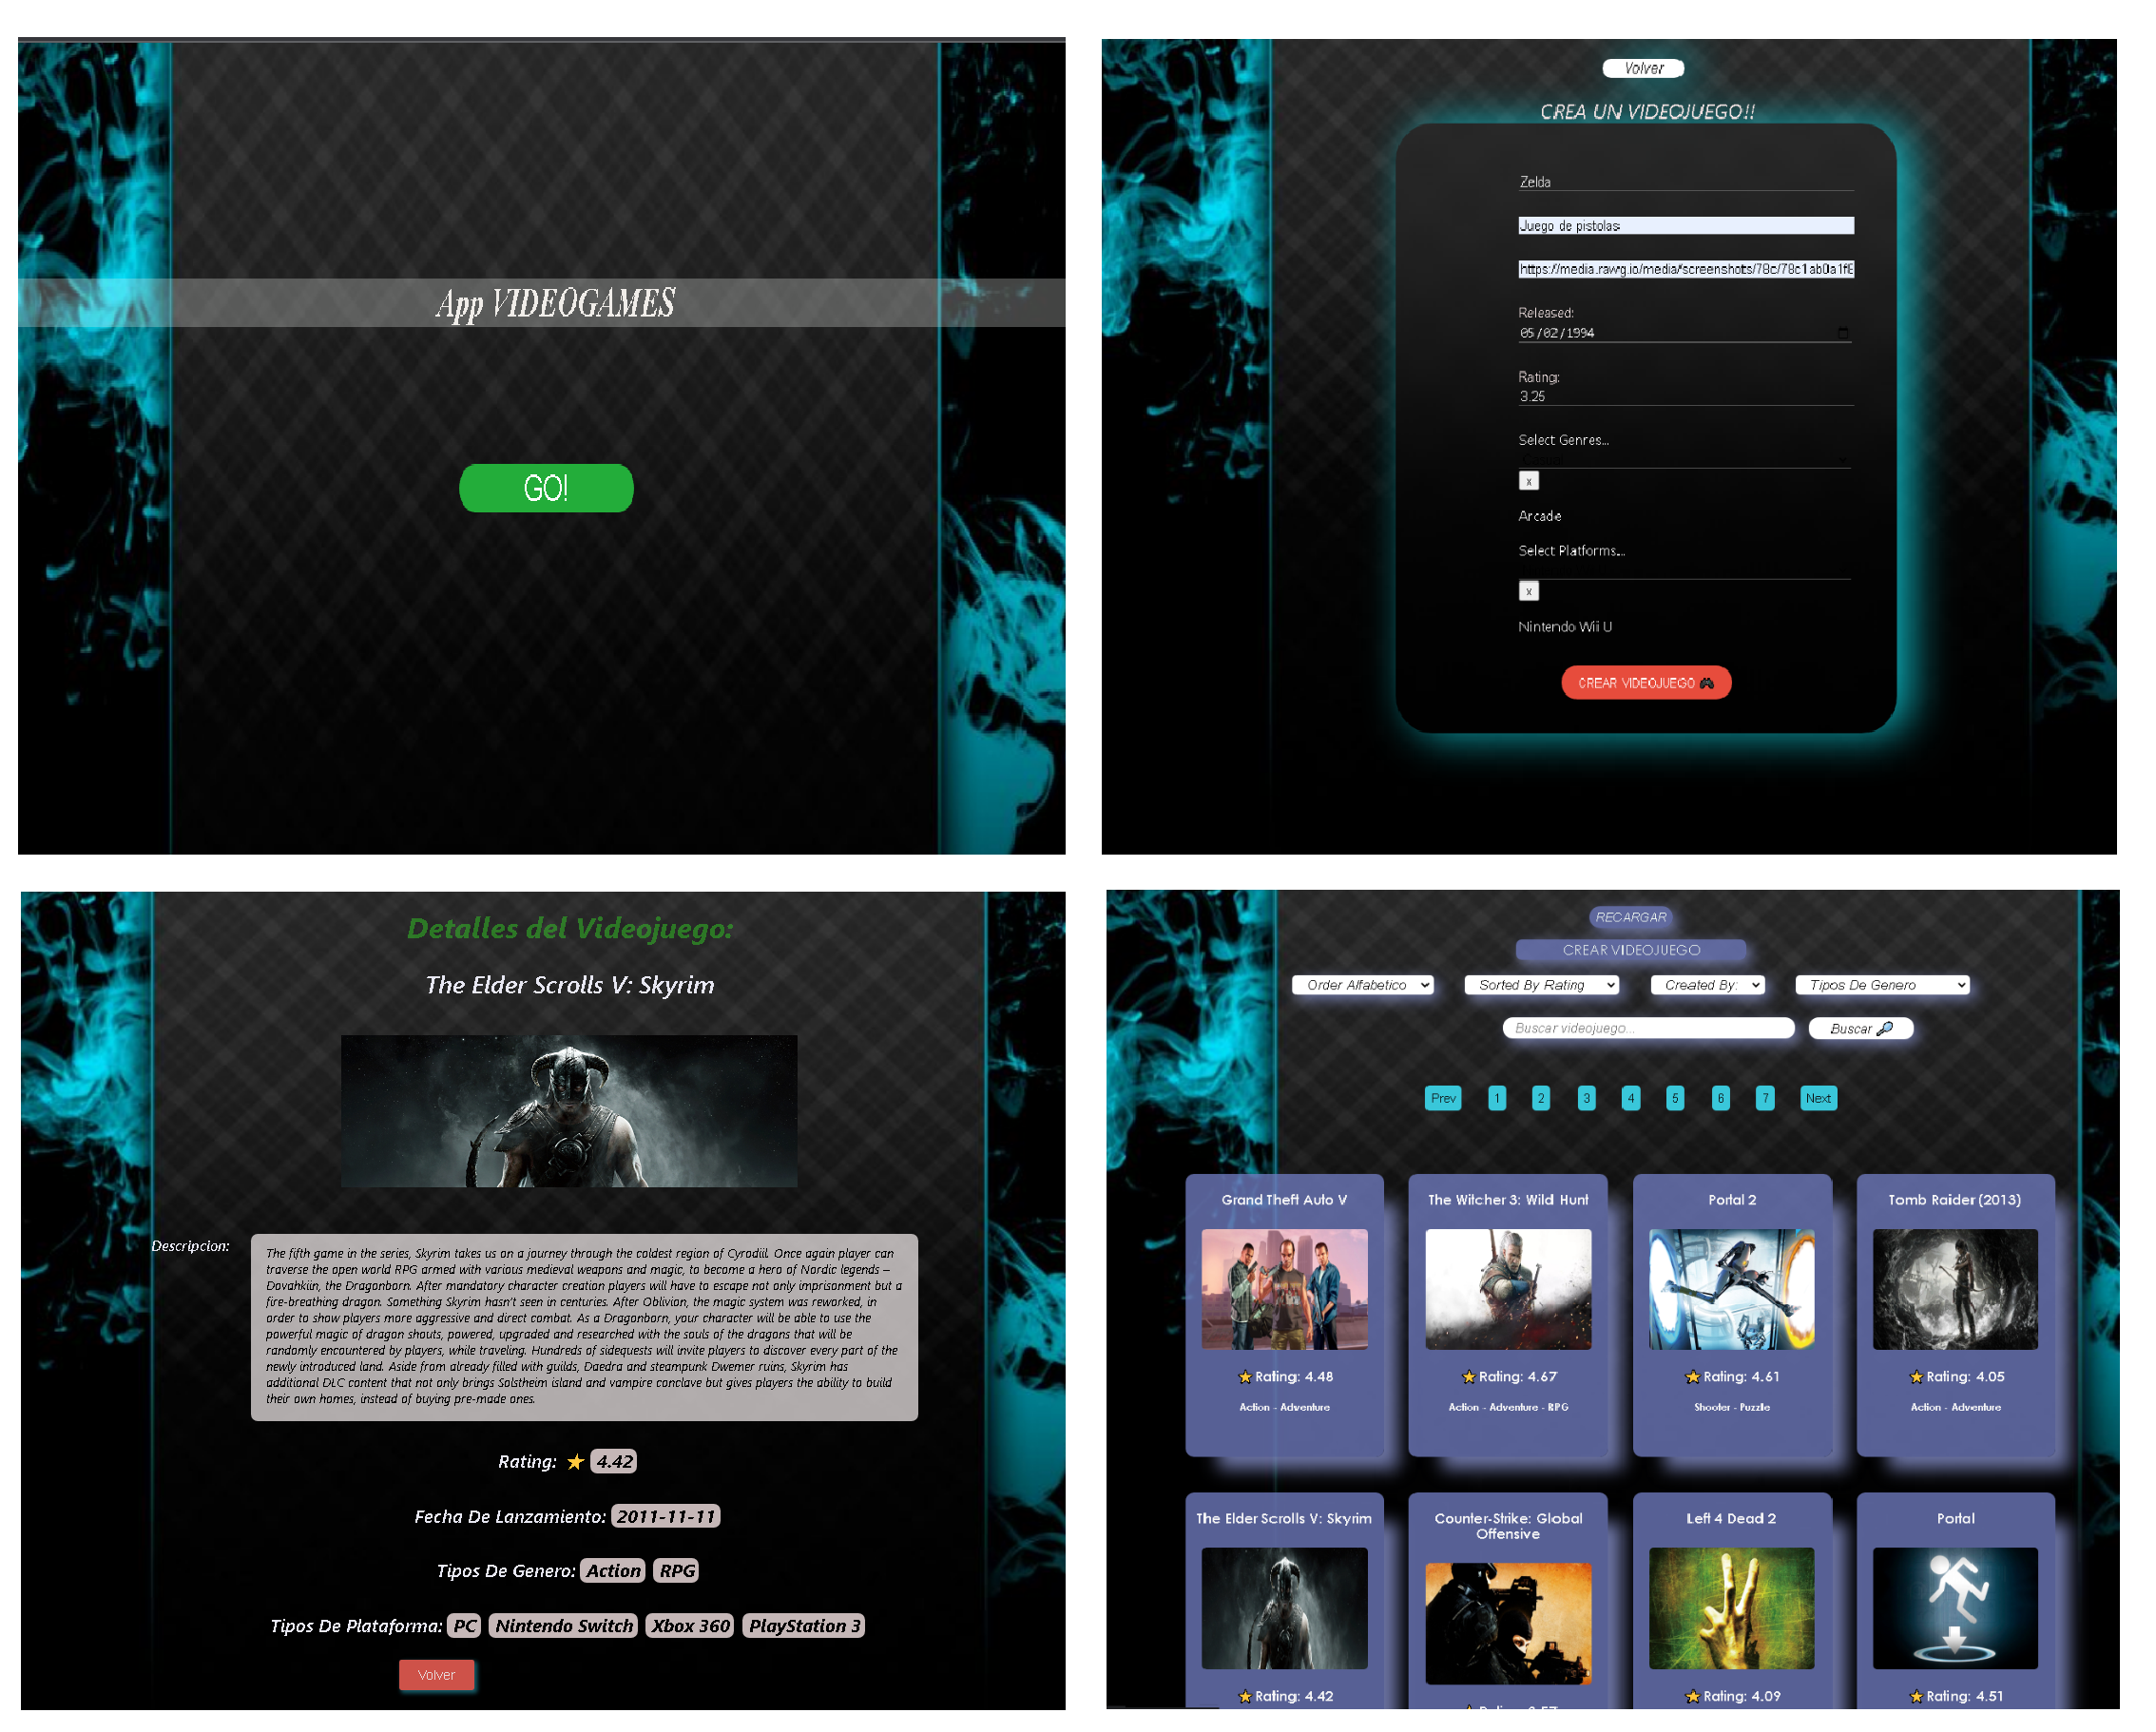 App VIDEOGAMES
GO!
Volver
CREA UN VIDEOJUEGO!!
Zelda
Juego de pistolas
https://media.rawg.io/media/screenshots/78c/78c1ab0a1f
Released:
05/02/1994
Rating:
3.25
Select Genres...
x
Arcade
Select Platforms...
x
Nintendo Wii U
CREAR VIDEOJUEGO
Detalles del Videojuego:
The Elder Scrolls V: Skyrim
Descripcion:
The fifth game in the series, Skyrim takes us on a journey through the coldest region of Cyrodiil. Once again player can
traverse the open world RPG armed with various medieval weapons and magic, to become a hero of Nordic legends –
Dovahkiin, the Dragonborn. After mandatory character creation players will have to escape not only imprisonment but a
fire-breathing dragon. Something Skyrim hasn't seen in centuries. After Oblivion, the magic system was reworked, in
order to show players more aggressive and direct combat. As a Dragonborn, your character will be able to use the
powerful magic of dragon shouts, powered, upgraded and researched with the souls of the dragons that will be
randomly encountered by players, while traveling. Hundreds of sidequests will invite players to discover every part of the
newly introduced land. Aside from already filled with guilds, Daedra and steampunk Dwemer ruins, Skyrim has
additional DLC content that not only brings Solstheim island and vampire conclave but gives players the ability to build
their own homes, instead of buying pre-made ones.
Rating: 4.42
Fecha De Lanzamiento: 2011-11-11
Tipos De Genero: Action RPG
Tipos De Plataforma: PC Nintendo Switch Xbox 360 PlayStation 3
Volver
RECARGAR
CREAR VIDEOJUEGO
Order Alfabetico Sorted By Rating Created By: Tipos De Genero
Buscar videojuego... Buscar
Prev 1 2 3 4 5 6 7 Next
Grand Theft Auto V
Rating: 4.48
Action - Adventure
The Witcher 3: Wild Hunt
Rating: 4.67
Action - Adventure - RPG
Portal 2
Rating: 4.61
Shooter - Puzzle
Tomb Raider (2013)
Rating: 4.05
Action - Adventure
The Elder Scrolls V: Skyrim
Rating: 4.42
Counter-Strike: Global
Offensive
Left 4 Dead 2
Rating: 4.09
Portal
Rating: 4.51